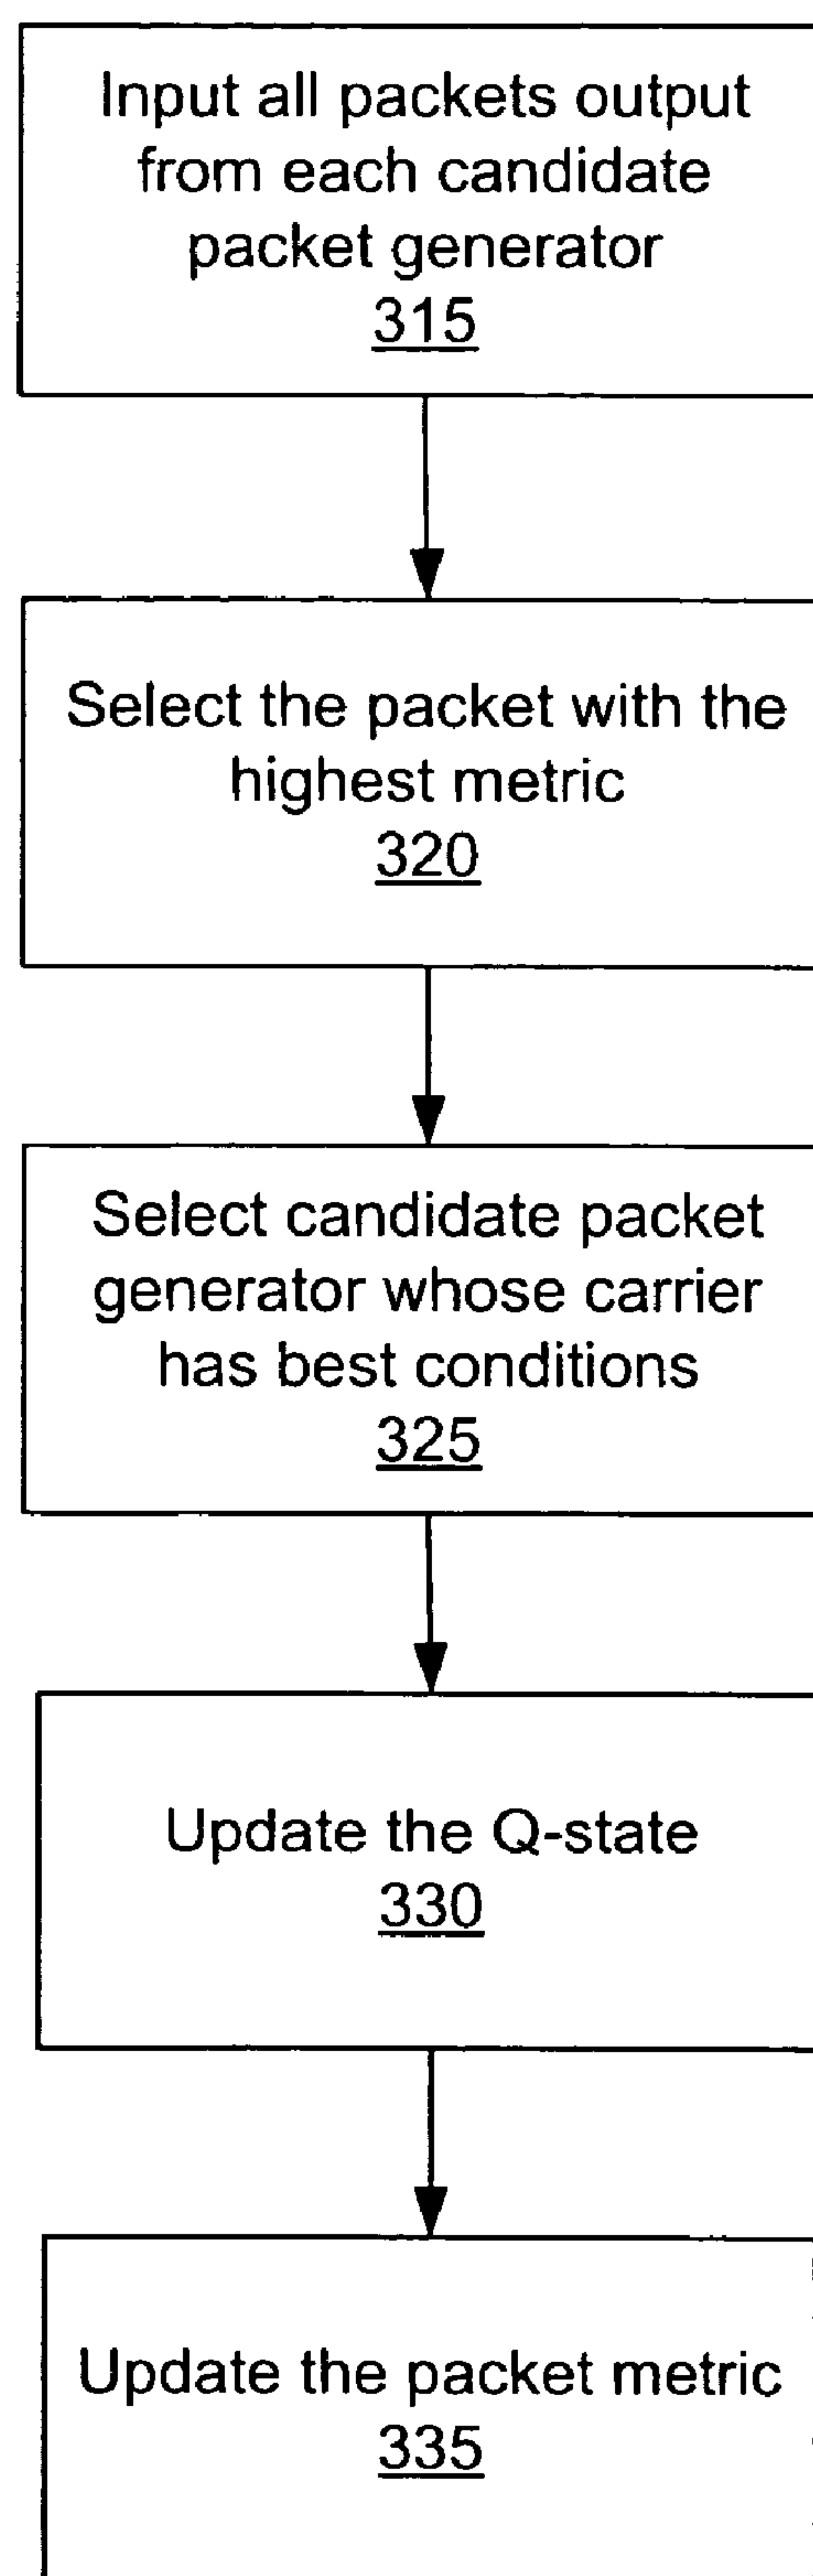 Input all packets output
from each candidate
packet generator
315
Select the packet with the
highest metric
320
Select candidate packet
generator whose carrier
has best conditions
325
Update the Q-state
330
Update the packet metric
335